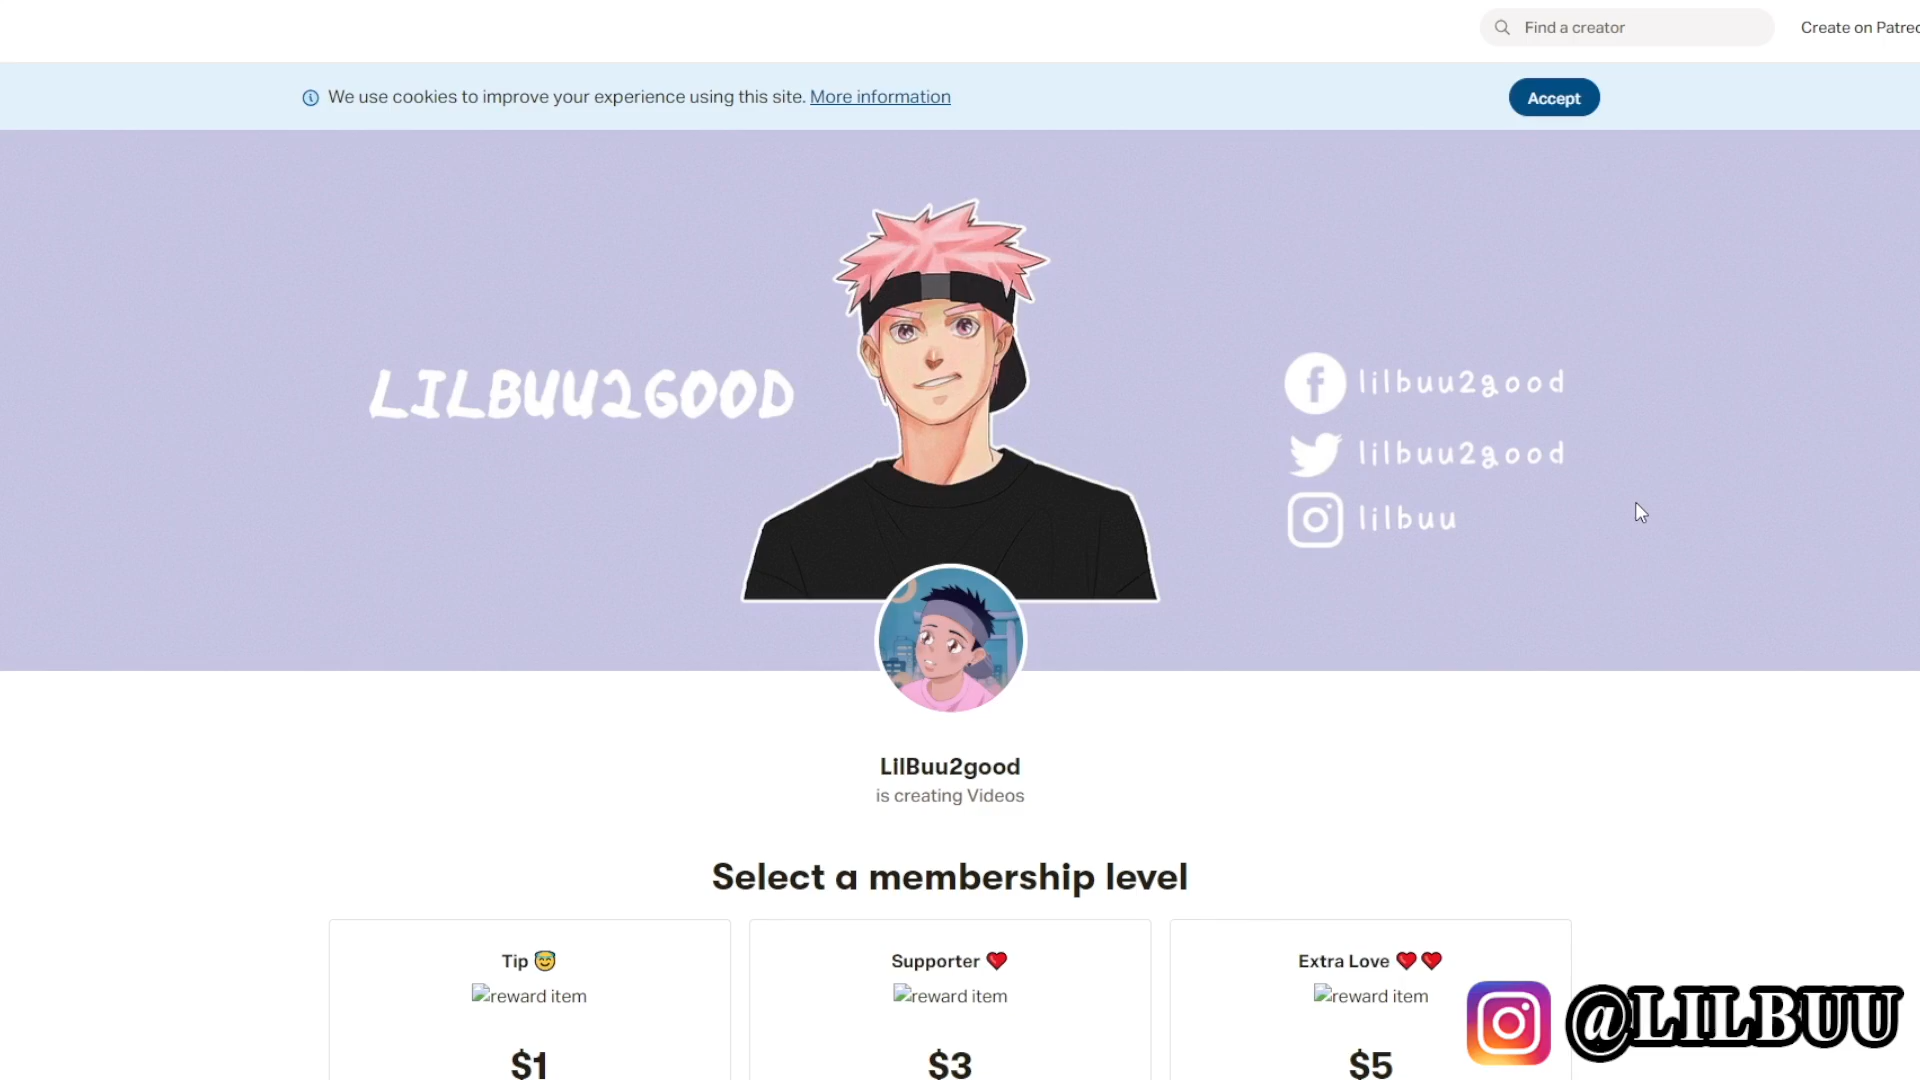 Find a creator
Create on Patreo
We use cookies to improve your experience using this site. More information
Accept
LILBUU2GOOD
lilbuu2good
lilbuu2good
lilbuu
LilBuu2good
is creating Videos
Select a membership level
Tip 😇
reward item
$1
Supporter ❤️
reward item
$3
Extra Love ❤️❤️
reward item
$5
@LILBUU